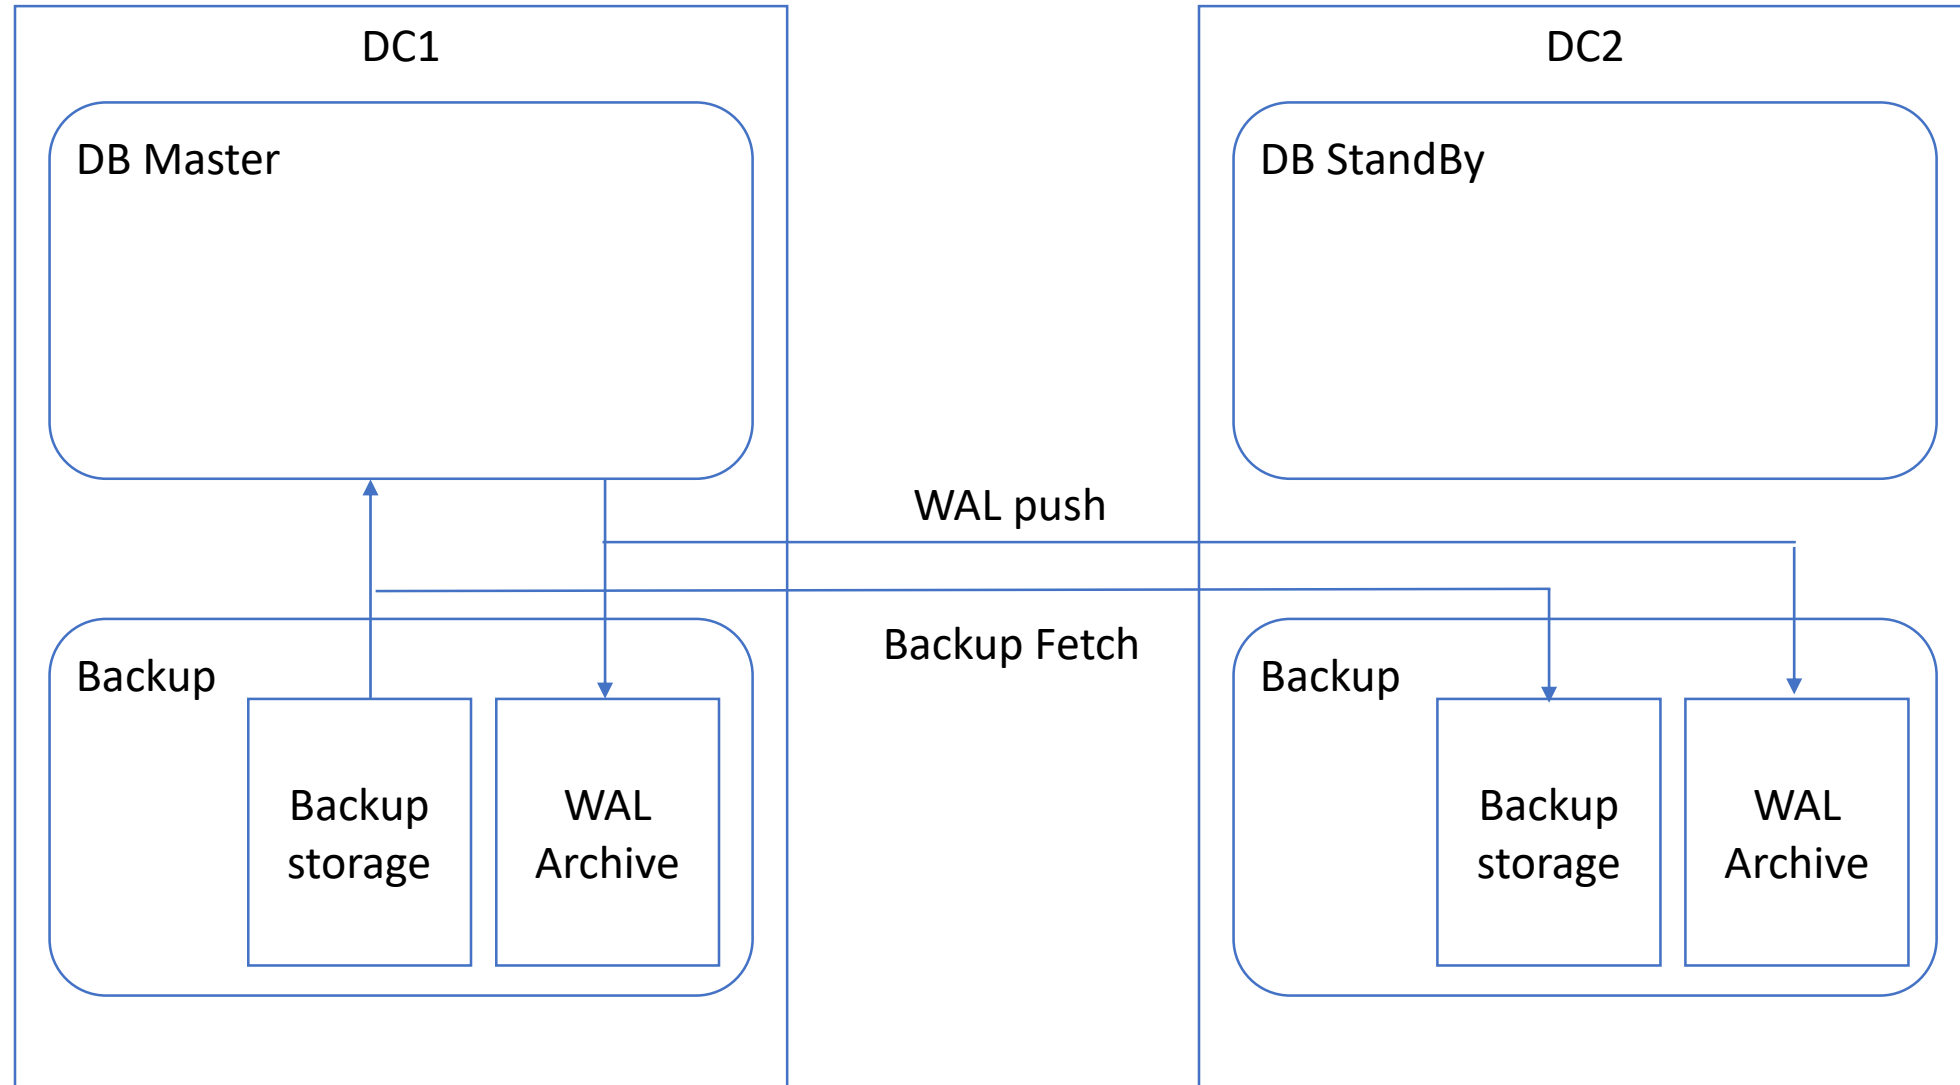 DC1
DC2
DB Master
DB StandBy
WAL push
Backup Fetch
Backup
Backup
storage
WAL
Archive
Backup
Backup
storage
WAL
Archive